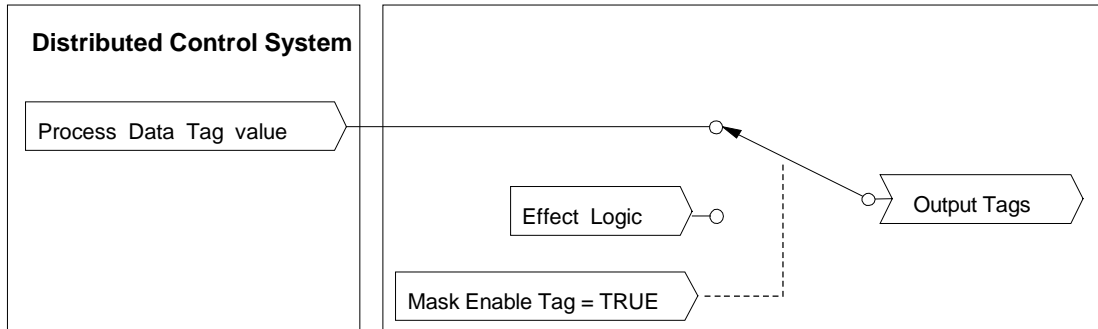 Distributed Control System
Process Data Tag value
Effect Logic
Output Tags
Mask Enable Tag = TRUE